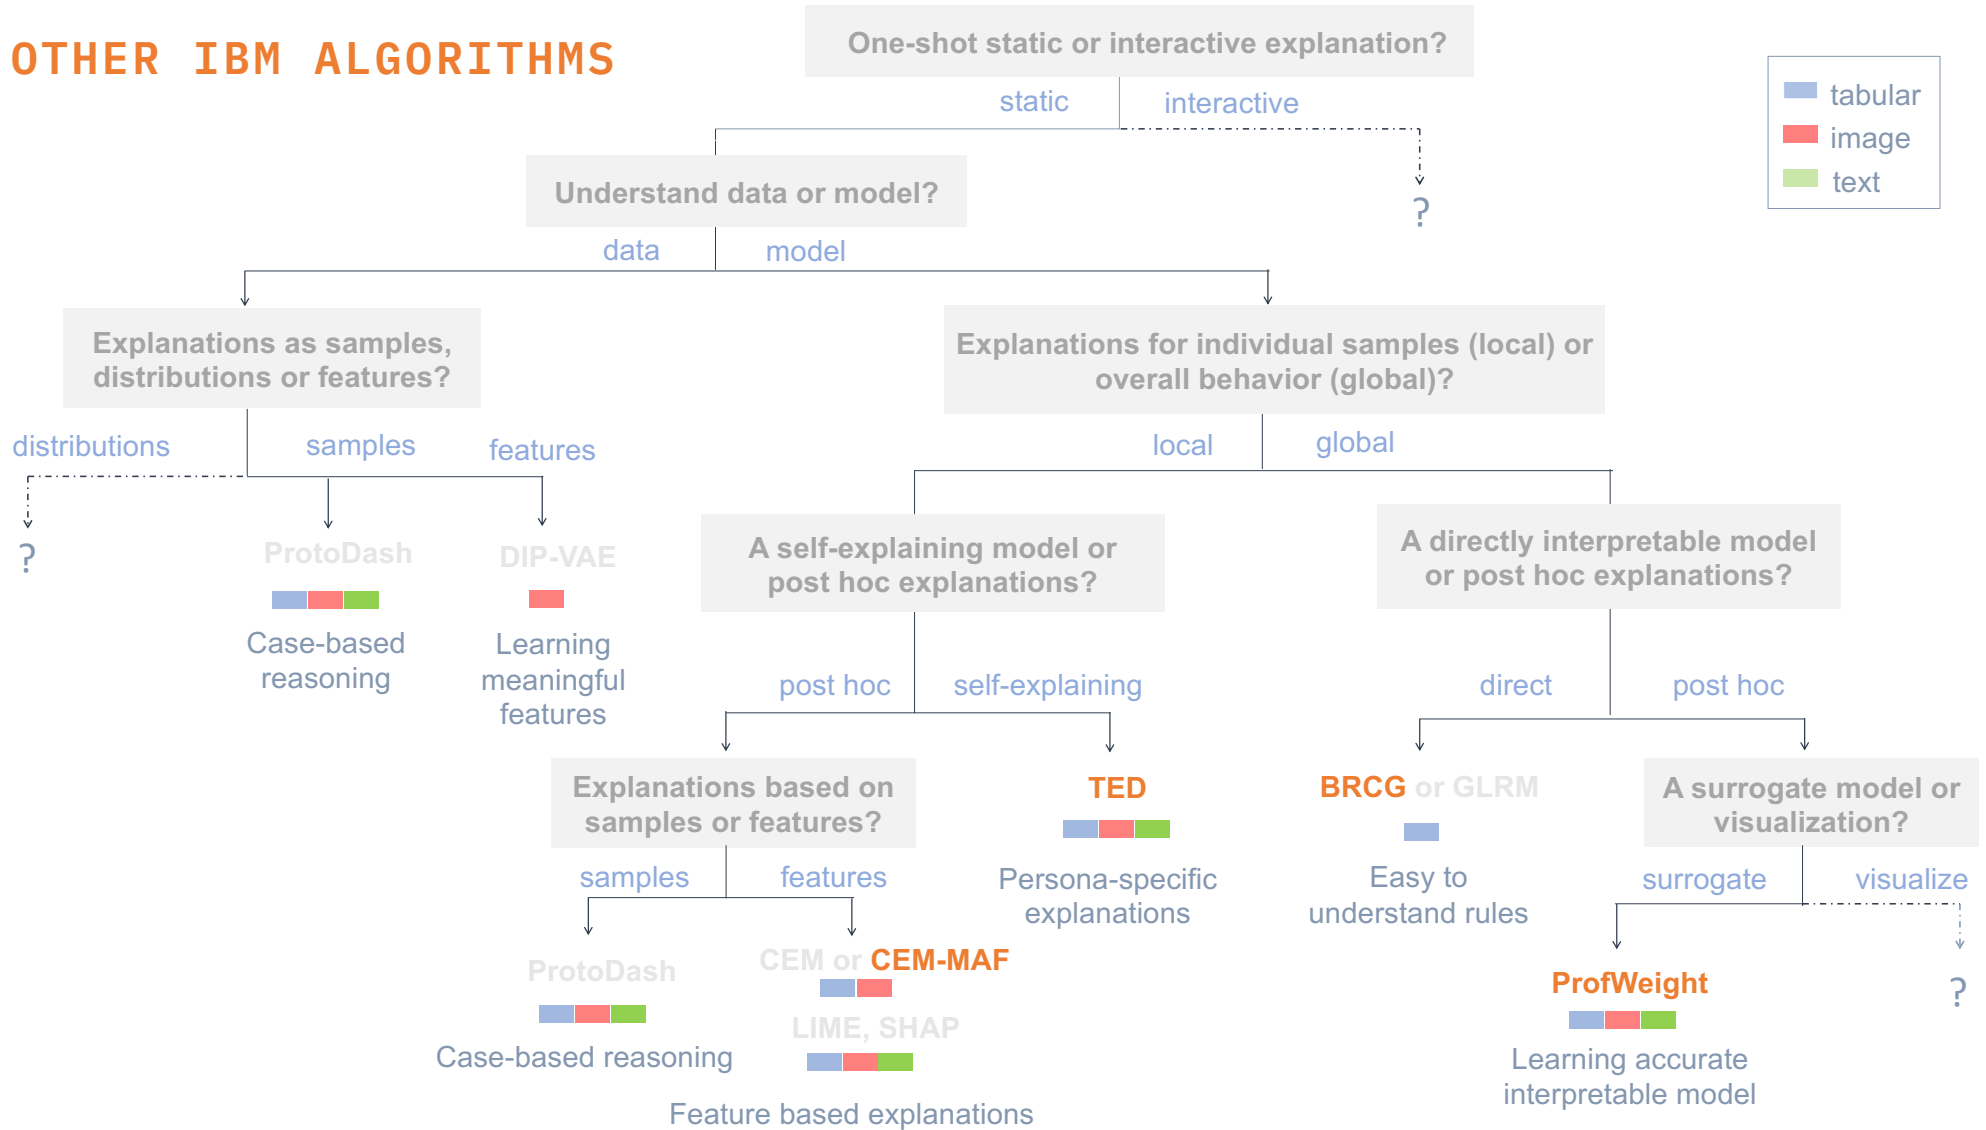 OTHER IBM ALGORITHMS
One-shot static or interactive explanation?
static
interactive
tabular
image
text
Understand data or model?
?
data
model
Explanations as samples,
distributions or features?
Explanations for individual samples (local) or
overall behavior (global)?
distributions
samples
features
local
global
?
ProtoDash
Case-based
reasoning
DIP-VAE
Learning
meaningful
features
A self-explaining model or
post hoc explanations?
A directly interpretable model
or post hoc explanations?
post hoc
self-explaining
direct
post hoc
Explanations based on
samples or features?
TED
Persona-specific
explanations
BRCG or GLRM
Easy to
understand rules
A surrogate model or
visualization?
samples
features
surrogate
visualize
ProtoDash
Case-based reasoning
CEM or CEM-MAF
LIME, SHAP
Feature based explanations
ProfWeight
Learning accurate
interpretable model
?